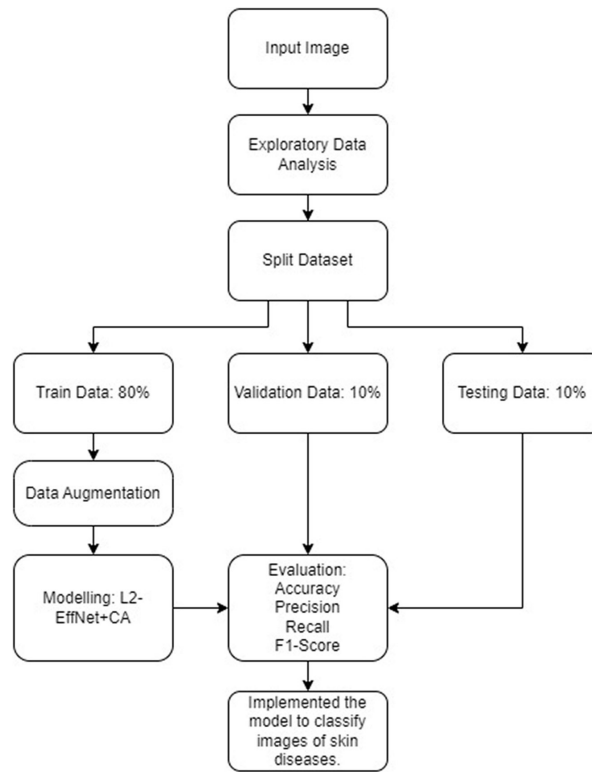 Input Image
Exploratory Data
Analysis
Split Dataset
Train Data: 80%
Validation Data: 10%
Testing Data: 10%
Data Augmentation
Modelling: L2-
EffNet+CA
Evaluation:
Accuracy
Precision
Recall
F1-Score
Implemented the
model to classify
images of skin
diseases.